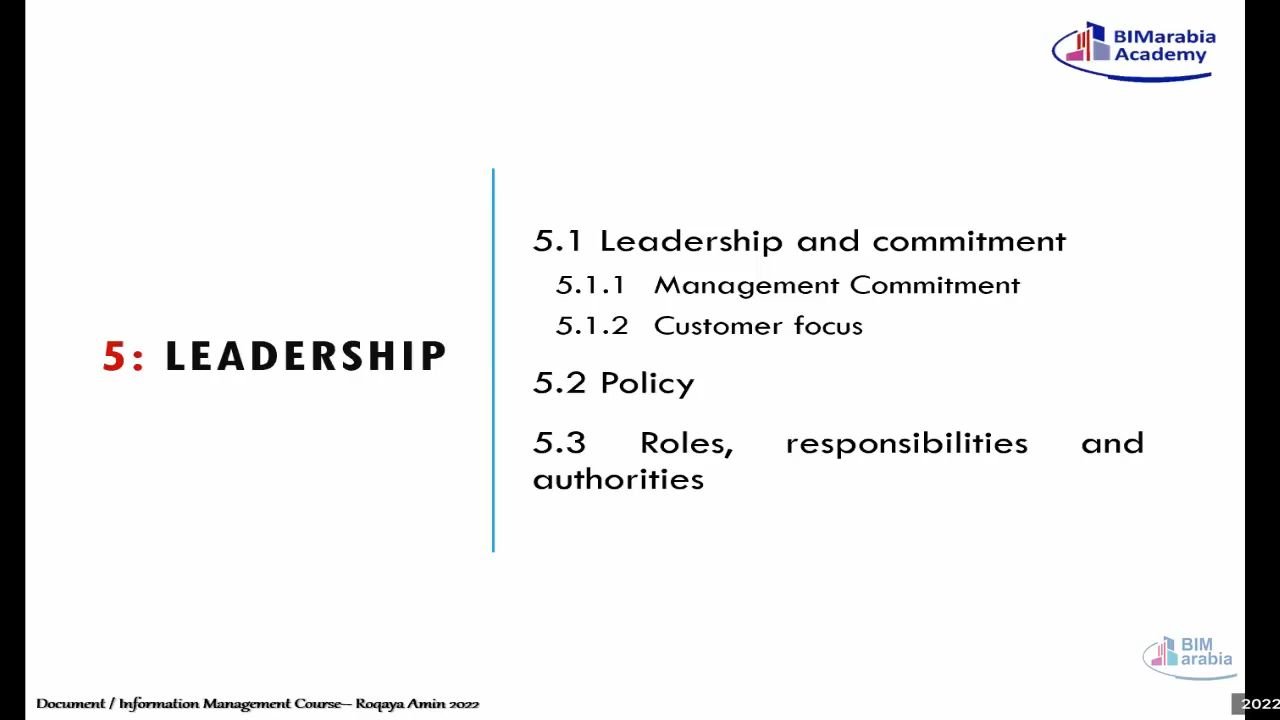 BIMarabia
Academy
5: LEADERSHIP
5.1 Leadership and commitment
5.1.1 Management Commitment
5.1.2 Customer focus
5.2 Policy
5.3 Roles, responsibilities and
authorities
BIM
arabia
Document / Information Management Course-- Roqaya Amin 2022
2022